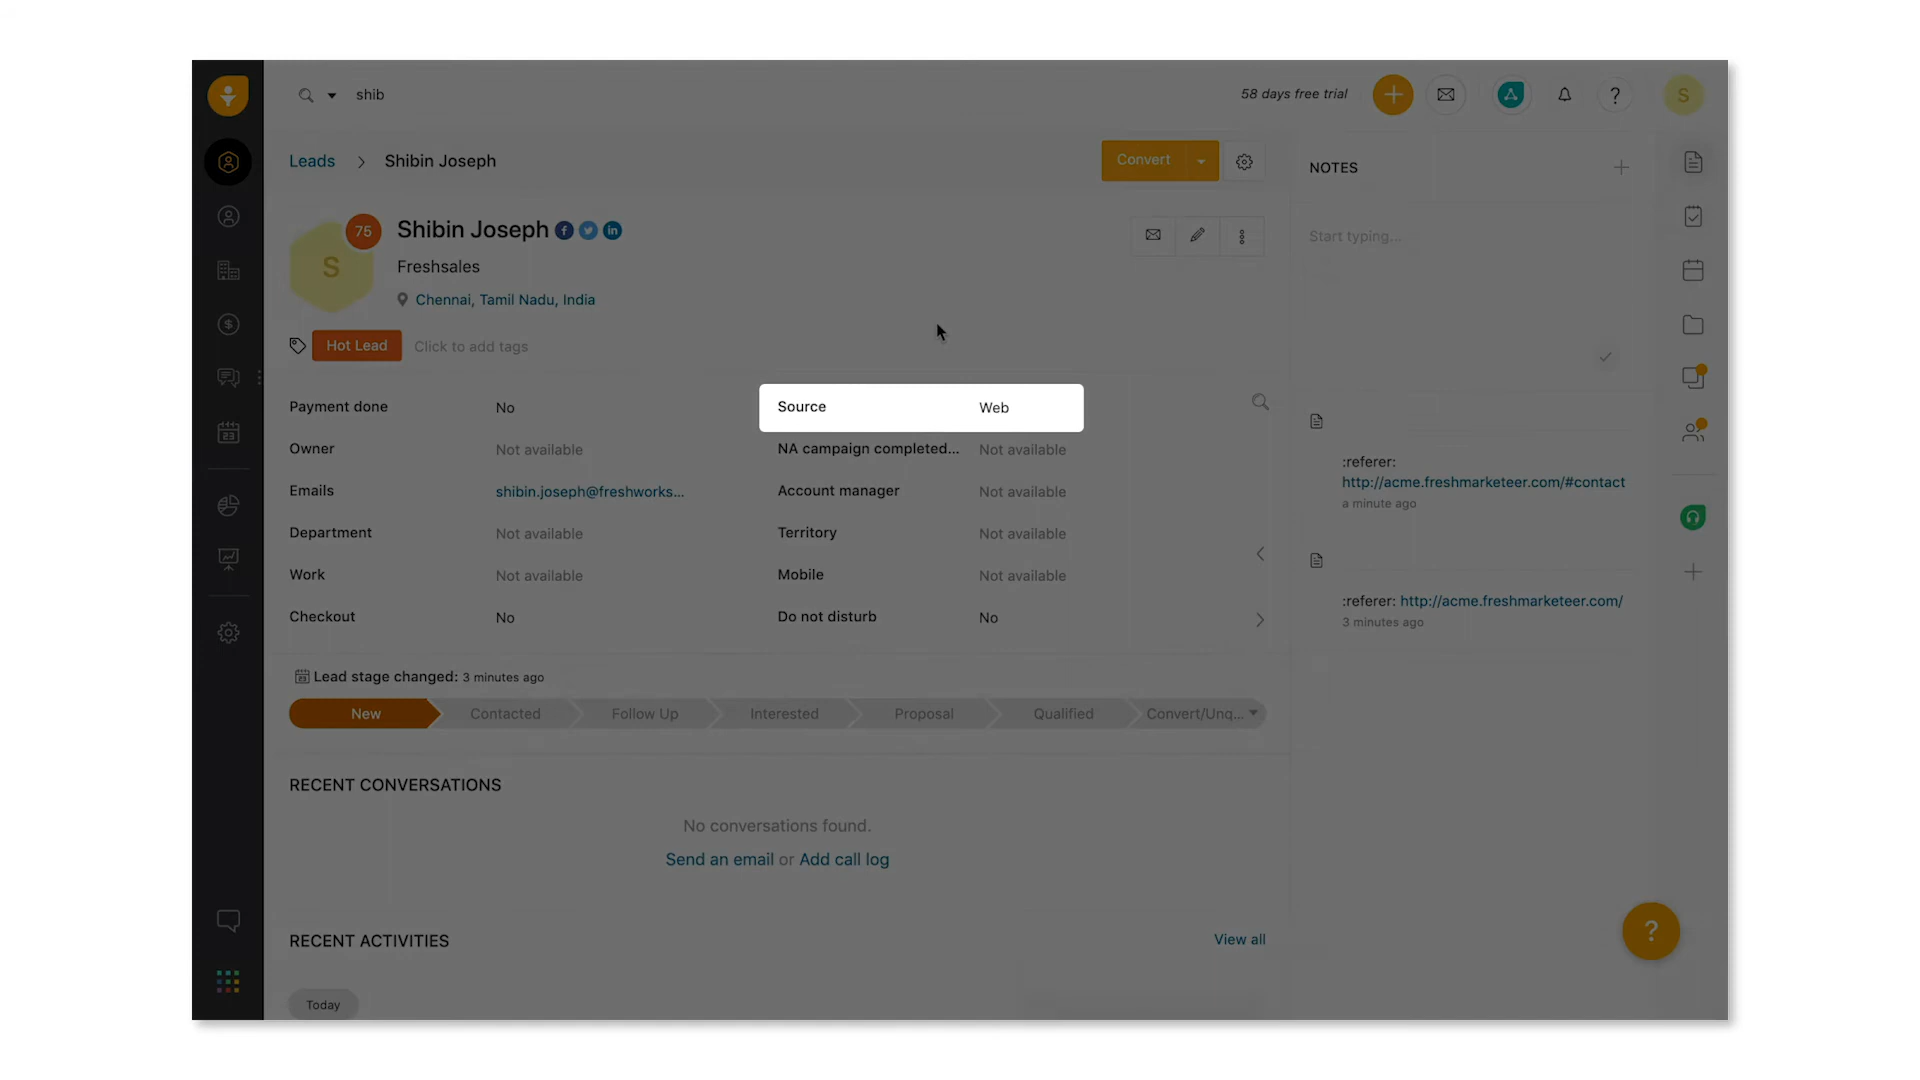 shib
58 days free trial
Leads > Shibin Joseph
Convert
NOTES
75
S
Shibin Joseph
Freshsales
Chennai, Tamil Nadu, India
Start typing...
Hot Lead
Click to add tags
Payment done No
Source Web
Owner Not available
NA campaign completed... Not available
Emails shibin.joseph@freshworks...
Account manager Not available
Department Not available
Territory Not available
Work Not available
Mobile Not available
Checkout No
Do not disturb No
:referer:
http://acme.freshmarketeer.com/#contact
a minute ago
:referer: http://acme.freshmarketeer.com/
3 minutes ago
Lead stage changed: 3 minutes ago
New Contacted Follow Up Interested Proposal Qualified Convert/Unq...
RECENT CONVERSATIONS
No conversations found.
Send an email or Add call log
RECENT ACTIVITIES
View all
Today
S
?
?
23